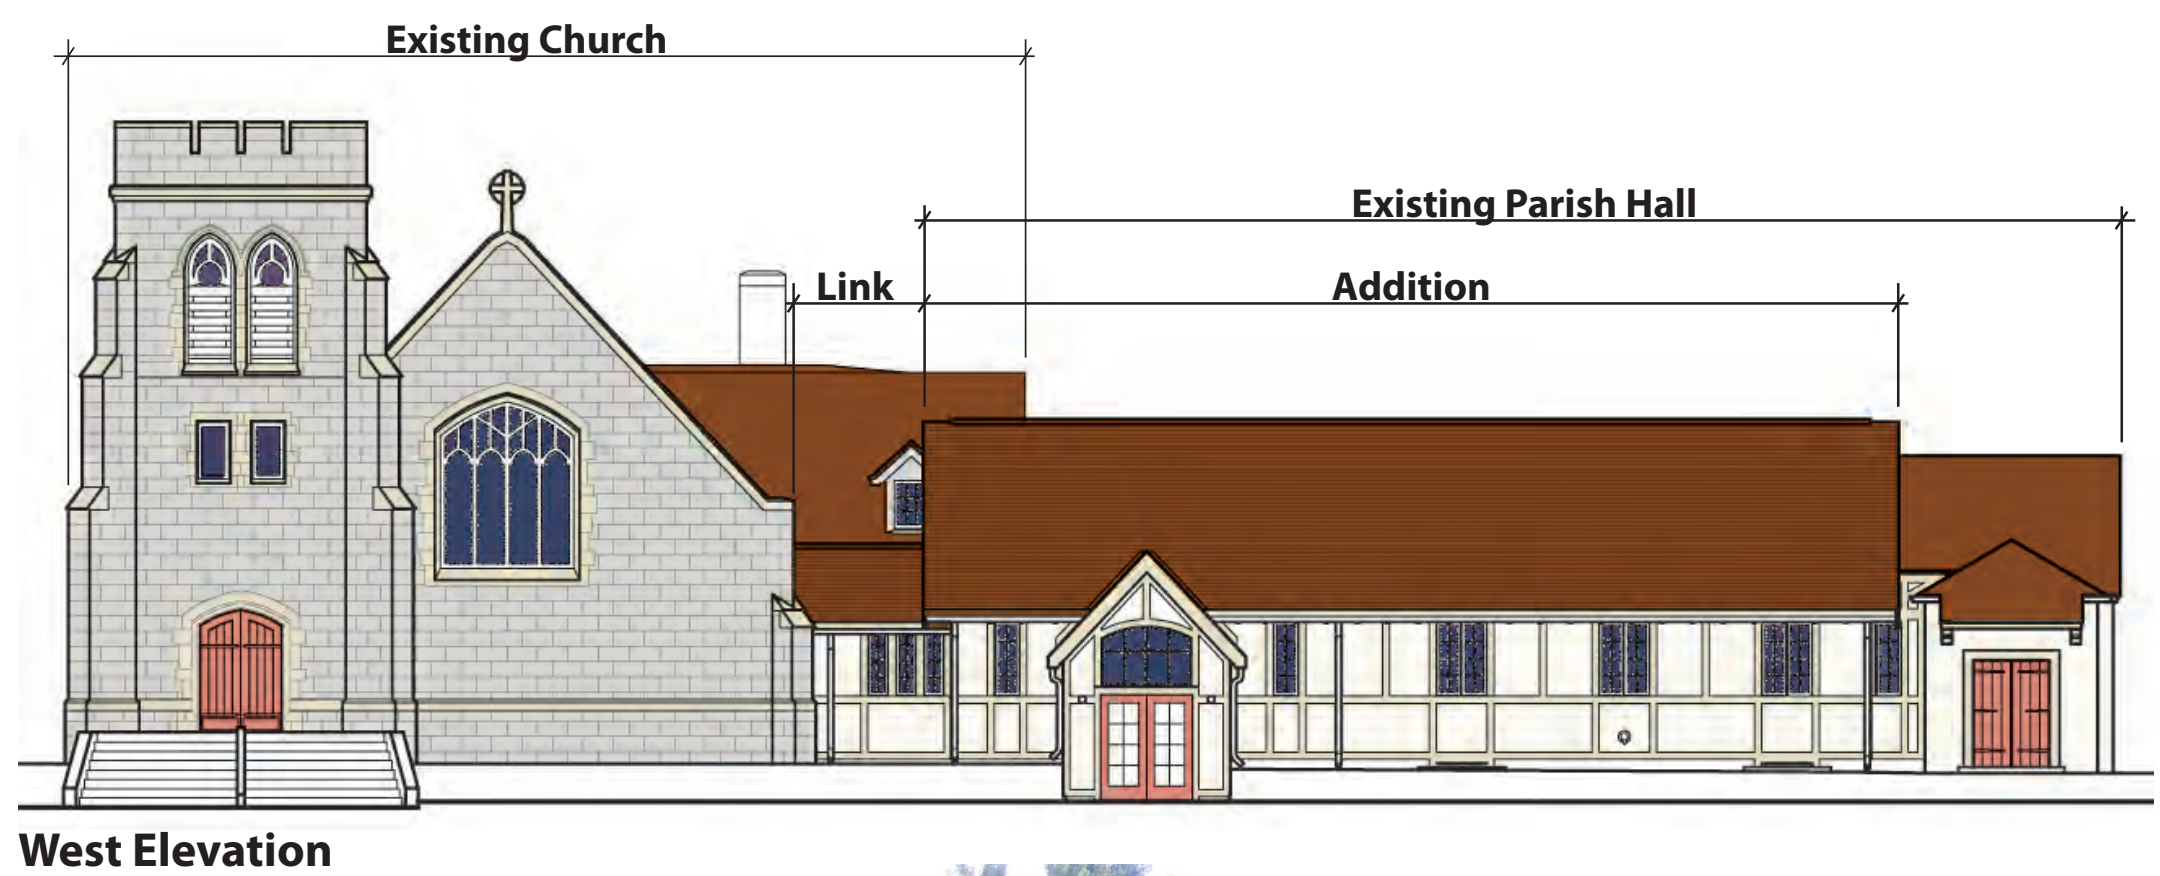 Existing Church
Existing Parish Hall
Link
Addition
West Elevation